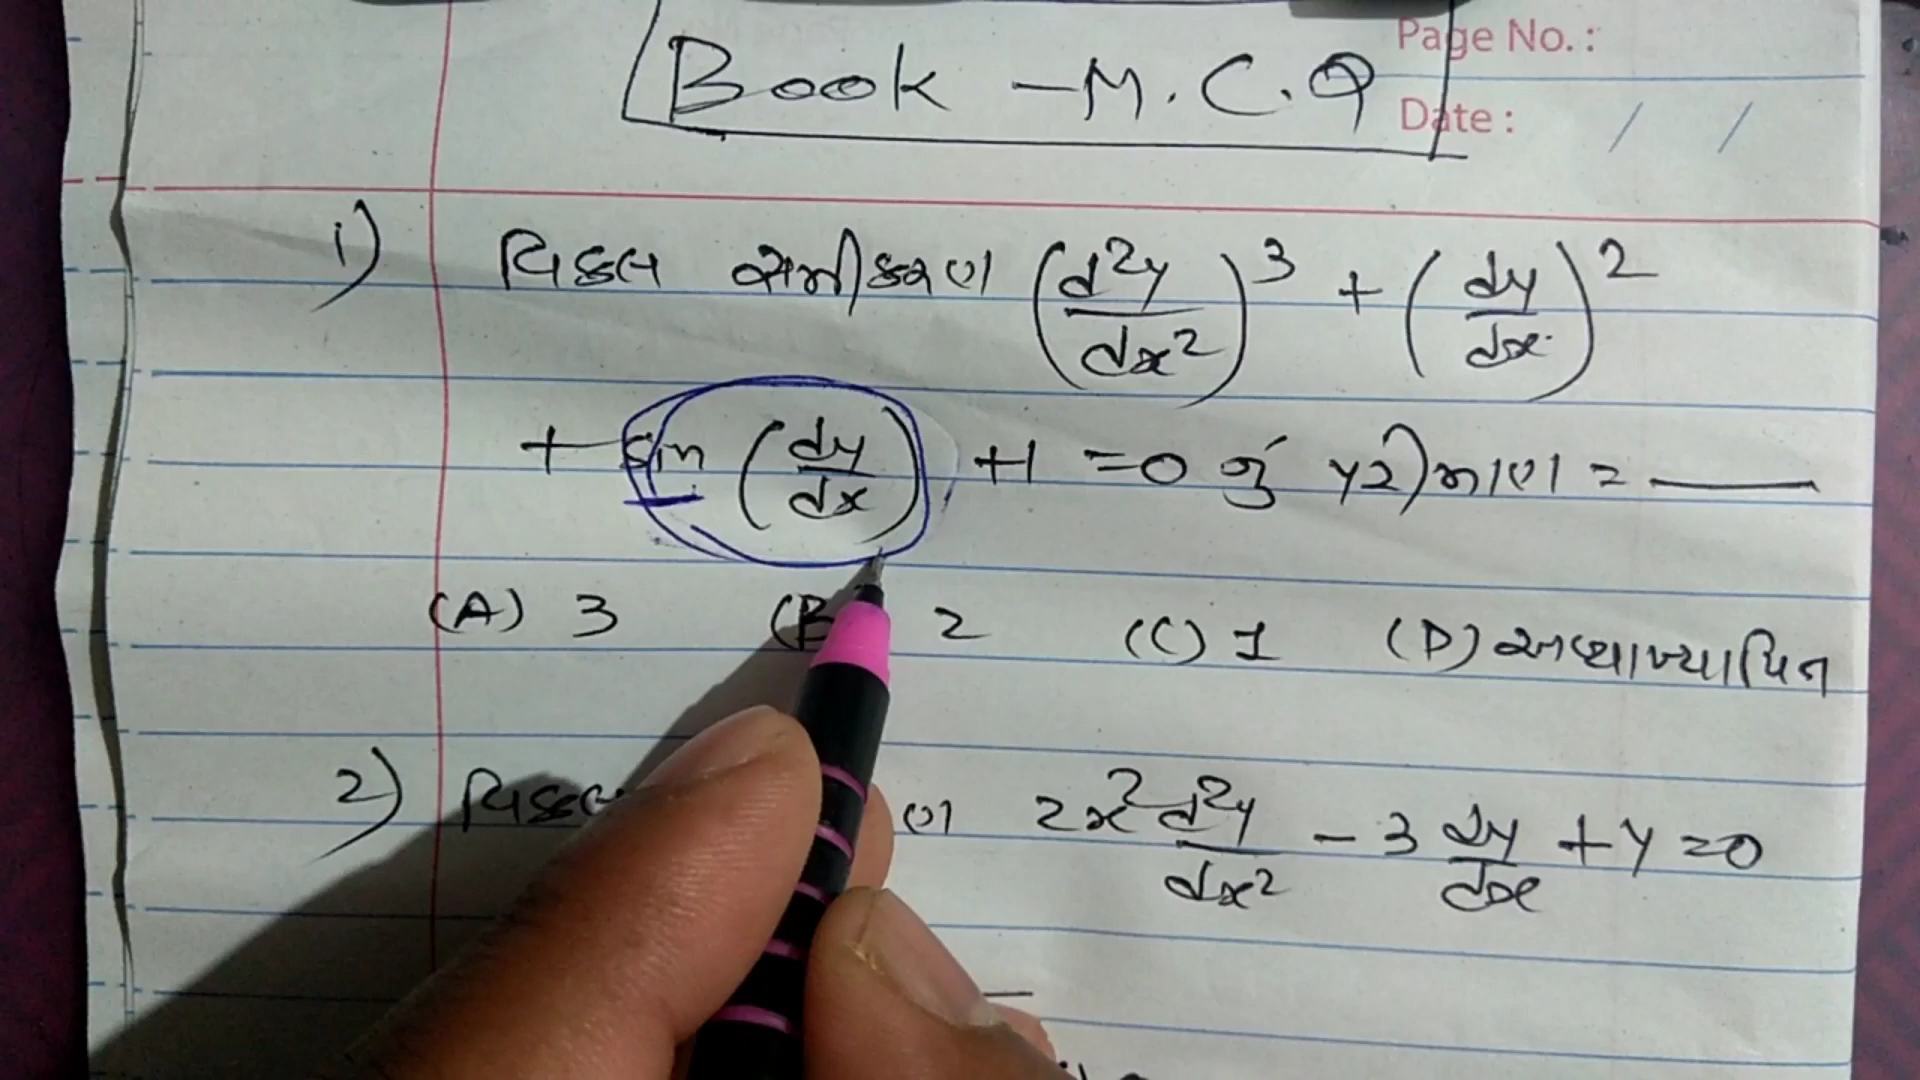 Page No. :
Book - M.C.Q
Date : / /
1) વિકલ સમીકરણ (d²y/dx²)³ + (dy/dx)²
+ sin (dy/dx) +1 =0 નું પરિમાણ = ____
(A) 3 (B) 2 (C) 1 (D) અવ્યાખ્યાયિત
2) વિકલ ણ 2x² d²y/dx² - 3 dy/dx + y =0